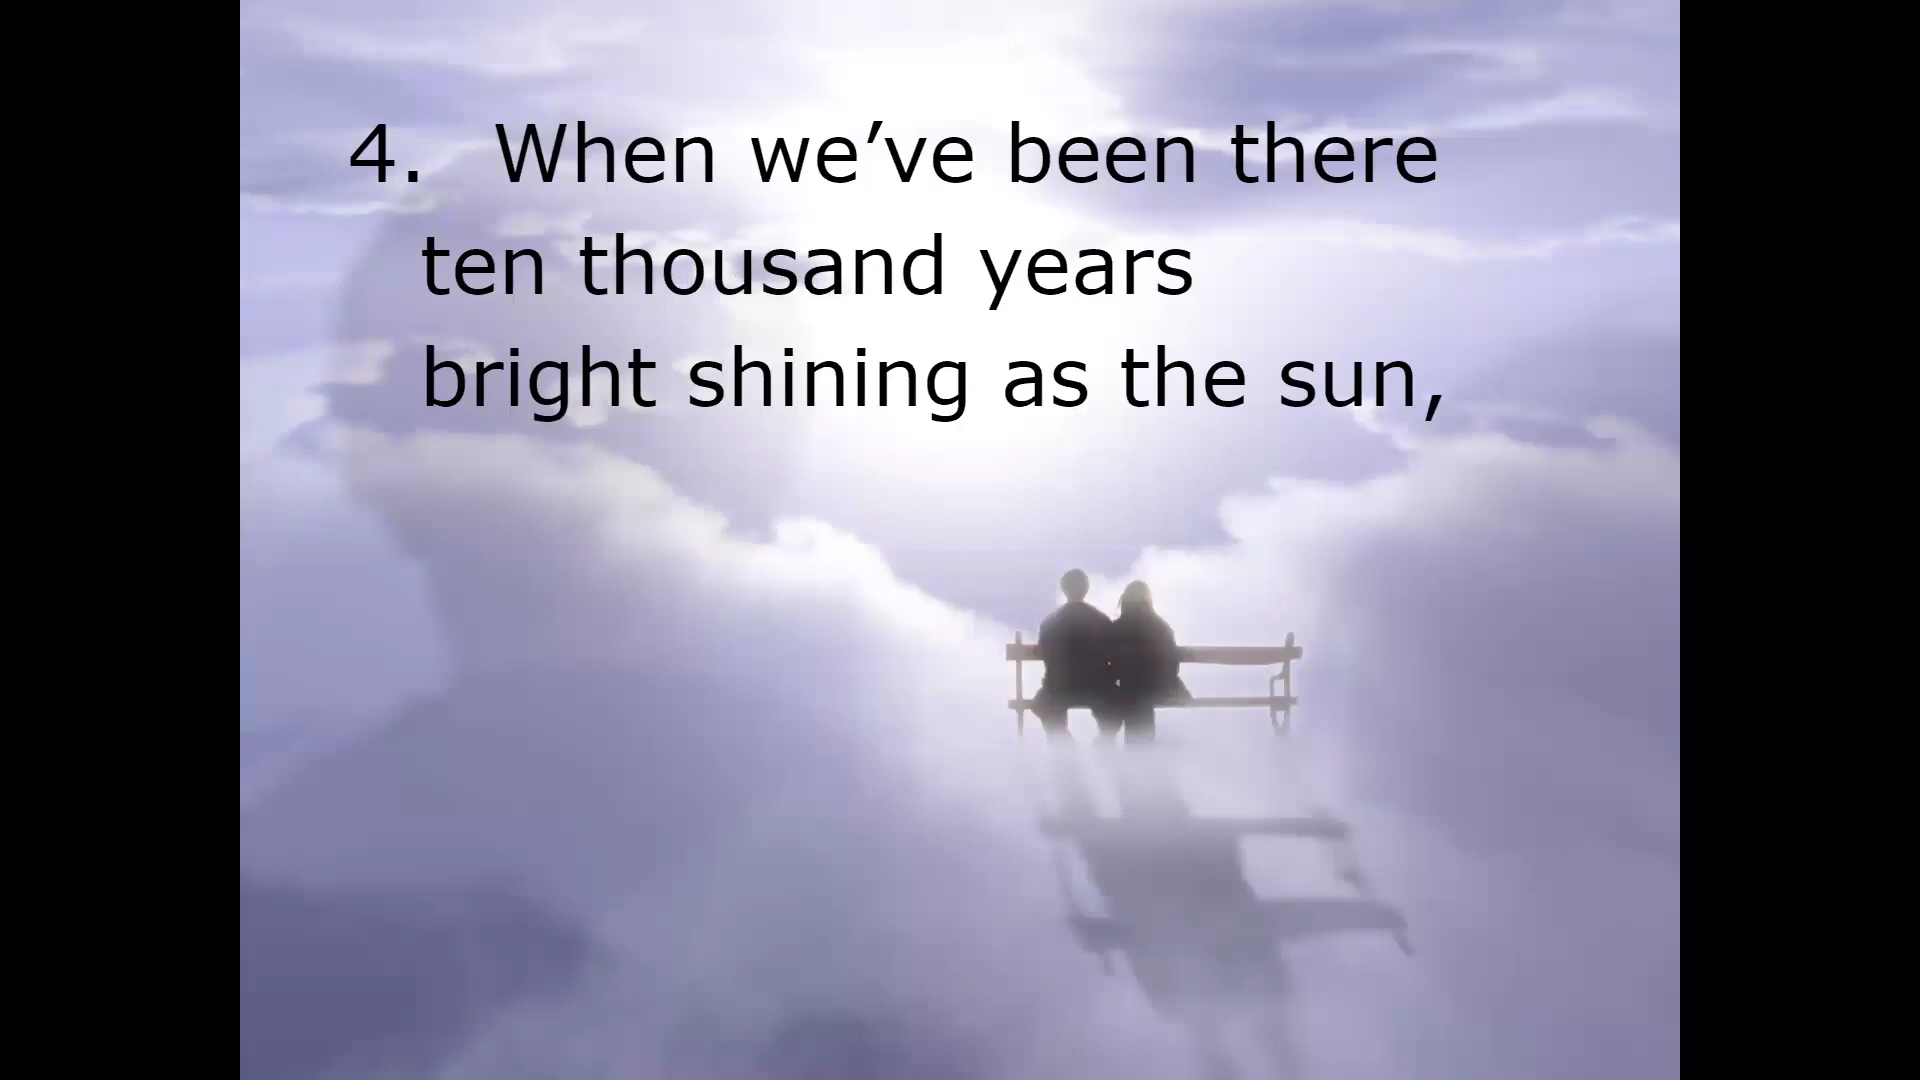 4. When we’ve been there
ten thousand years
bright shining as the sun,